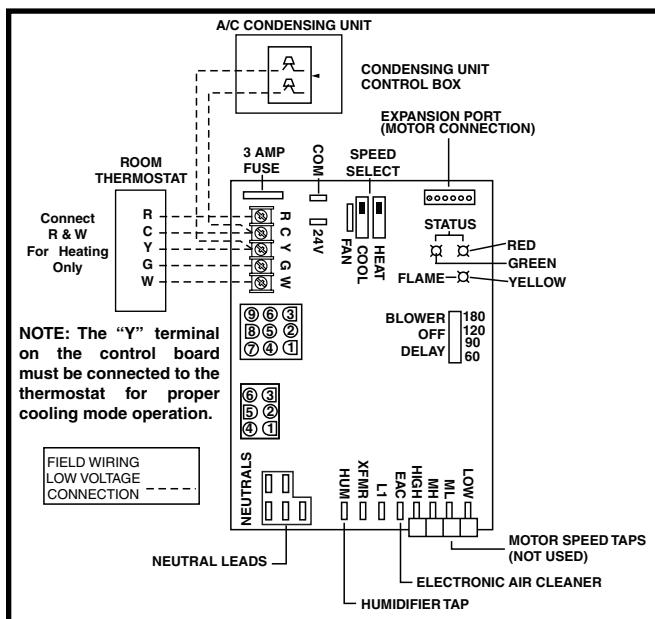 A/C CONDENSING UNIT
CONDENSING UNIT
CONTROL BOX
EXPANSION PORT
(MOTOR CONNECTION)
ROOM
THERMOSTAT
3 AMP
FUSE
COM
SPEED
SELECT
Connect
R & W
For Heating
Only
R
C
Y
G
W
R
C
Y
G
W
24V
FAN
COOL
HEAT
STATUS
RED
GREEN
FLAME
YELLOW
NOTE: The “Y” terminal
on the control board
must be connected to the
thermostat for proper
cooling mode operation.
9 6 3
8 5 2
7 4 1
BLOWER
OFF
DELAY
180
120
90
60
6 3
5 2
4 1
FIELD WIRING
LOW VOLTAGE
CONNECTION
NEUTRALS
HUM
XFMR
L1
EAC
HIGH
MH
ML
LOW
NEUTRAL LEADS
MOTOR SPEED TAPS
(NOT USED)
ELECTRONIC AIR CLEANER
HUMIDIFIER TAP